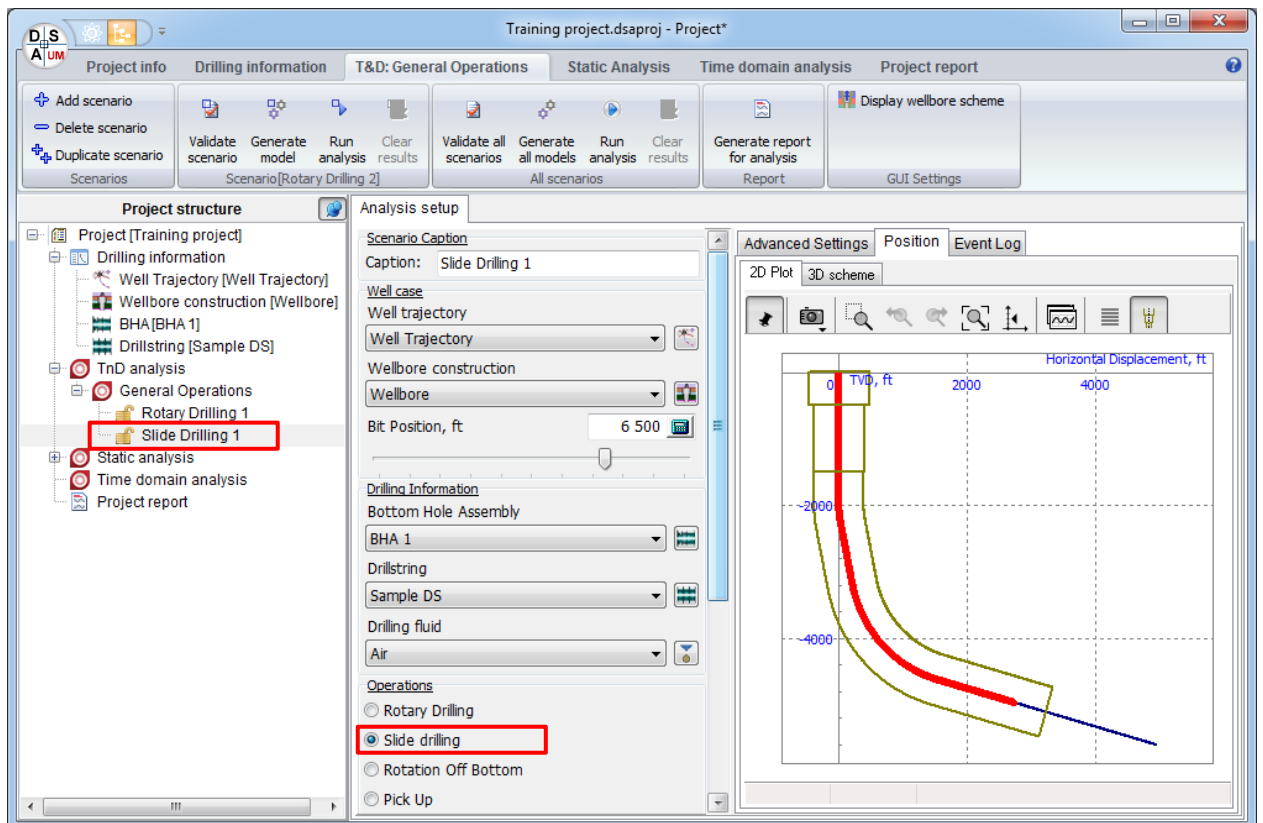 Training project.dsaproj - Project*
D S
A UM
Project info Drilling information T&D: General Operations Static Analysis Time domain analysis Project report
Add scenario
Delete scenario
Duplicate scenario
Scenarios
Validate scenario
Generate model
Run analysis
Clear results
Scenario[Rotary Drilling 2]
Validate all scenarios
Generate all models
Run analysis
Clear results
All scenarios
Generate report for analysis
Report
Display wellbore scheme
GUI Settings
Project structure
Project [Training project]
Drilling information
Well Trajectory [Well Trajectory]
Wellbore construction [Wellbore]
BHA [BHA 1]
Drillstring [Sample DS]
TnD analysis
General Operations
Rotary Drilling 1
Slide Drilling 1
Static analysis
Time domain analysis
Project report
Analysis setup
Scenario Caption
Caption: Slide Drilling 1
Well case
Well trajectory
Well Trajectory
Wellbore construction
Wellbore
Bit Position, ft 6 500
Drilling Information
Bottom Hole Assembly
BHA 1
Drillstring
Sample DS
Drilling fluid
Air
Operations
Rotary Drilling
Slide drilling
Rotation Off Bottom
Pick Up
Advanced Settings Position Event Log
2D Plot 3D scheme
Horizontal Displacement, ft
0 TVD, ft 2000 4000
-2000
-4000